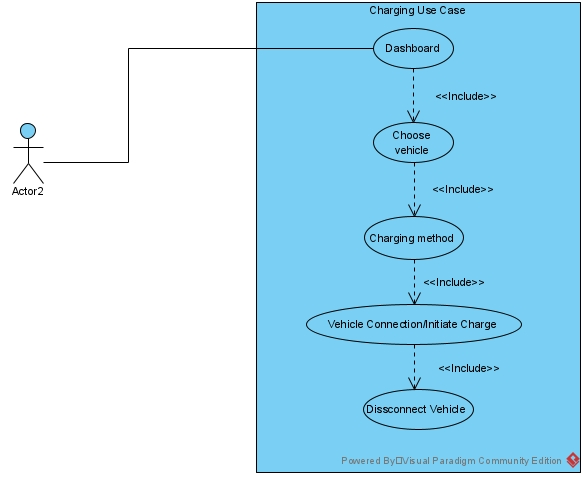 Charging Use Case
Dashboard
<<Include>>
Choose
vehicle
<<Include>>
Actor2
Charging method
<<Include>>
Vehicle Connection/Initiate Charge
<<Include>>
Dissconnect Vehicle
Powered By Visual Paradigm Community Edition